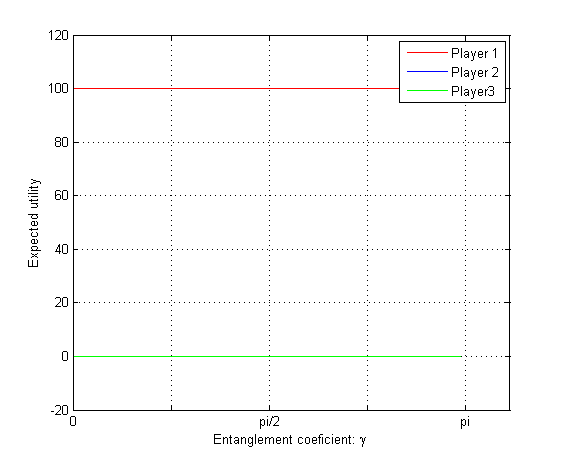 120
100
80
60
40
20
0
-20
Expected utility
Player 1
Player 2
Player3
0
pi/2
pi
Entanglement coeficient: γ